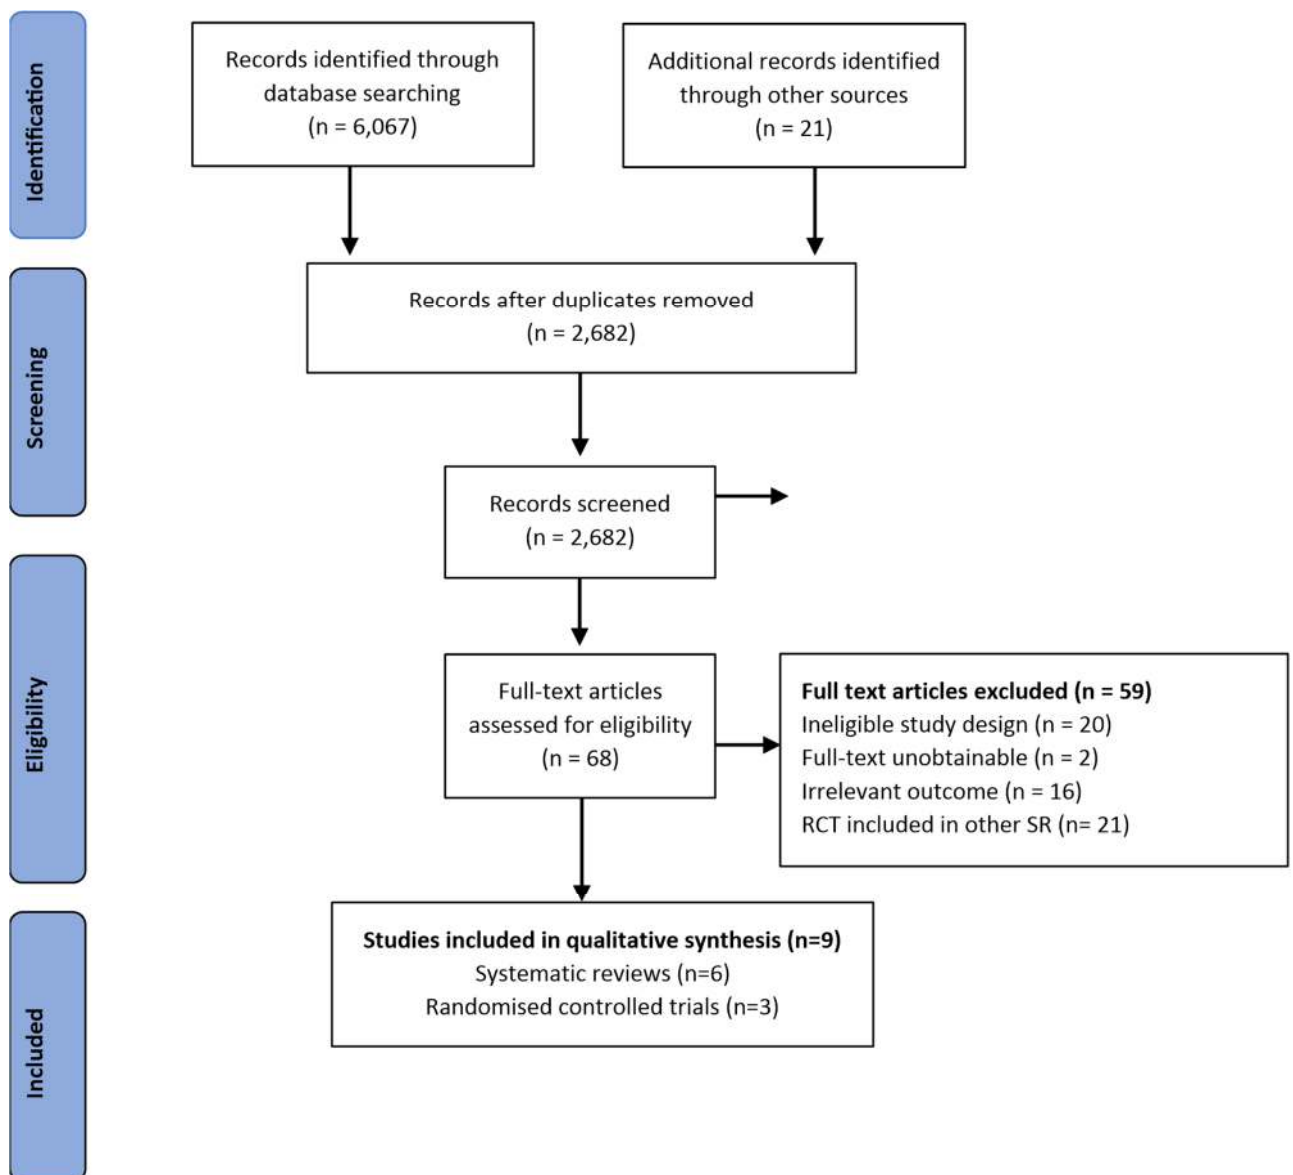 Identification
Records identified through
database searching
(n = 6,067)
Additional records identified
through other sources
(n = 21)
Screening
Records after duplicates removed
(n = 2,682)
Records screened
(n = 2,682)
Eligibility
Full-text articles
assessed for eligibility
(n = 68)
Full text articles excluded (n = 59)
Ineligible study design (n = 20)
Full-text unobtainable (n = 2)
Irrelevant outcome (n = 16)
RCT included in other SR (n= 21)
Included
Studies included in qualitative synthesis (n=9)
Systematic reviews (n=6)
Randomised controlled trials (n=3)